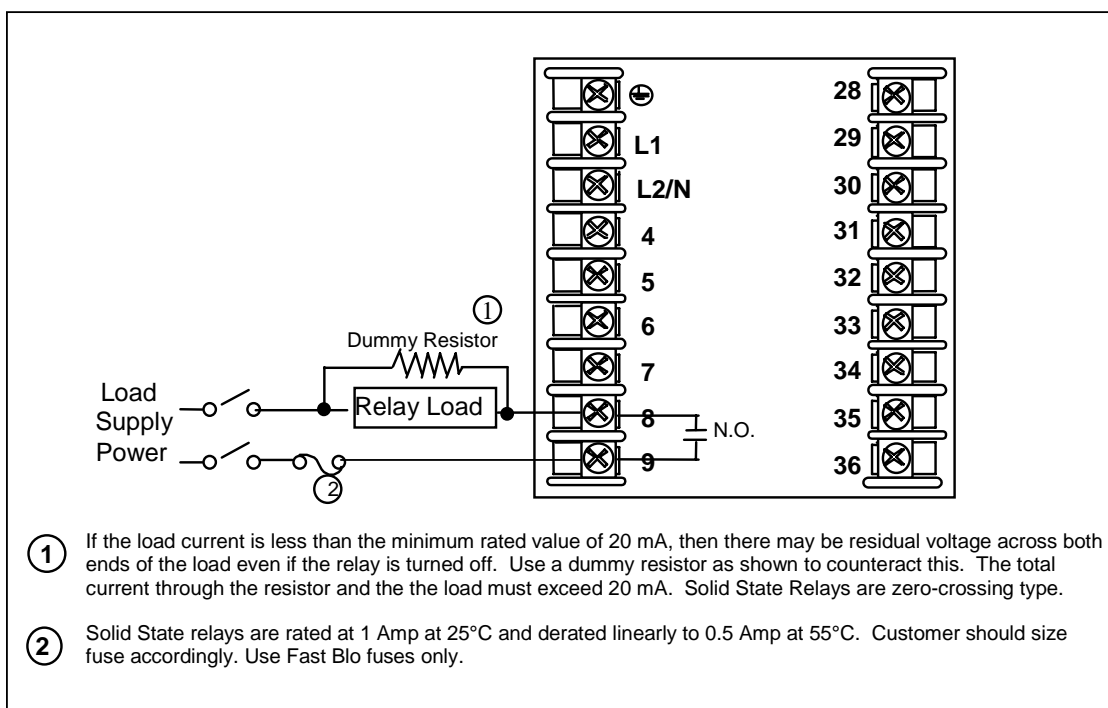 L1
L2/N
4
5
6
7
8
9
28
29
30
31
32
33
34
35
36
1
Dummy Resistor
Load
Supply
Power
Relay Load
N.O.
2
1 If the load current is less than the minimum rated value of 20 mA, then there may be residual voltage across both
ends of the load even if the relay is turned off. Use a dummy resistor as shown to counteract this. The total
current through the resistor and the the load must exceed 20 mA. Solid State Relays are zero-crossing type.
2 Solid State relays are rated at 1 Amp at 25°C and derated linearly to 0.5 Amp at 55°C. Customer should size
fuse accordingly. Use Fast Blo fuses only.